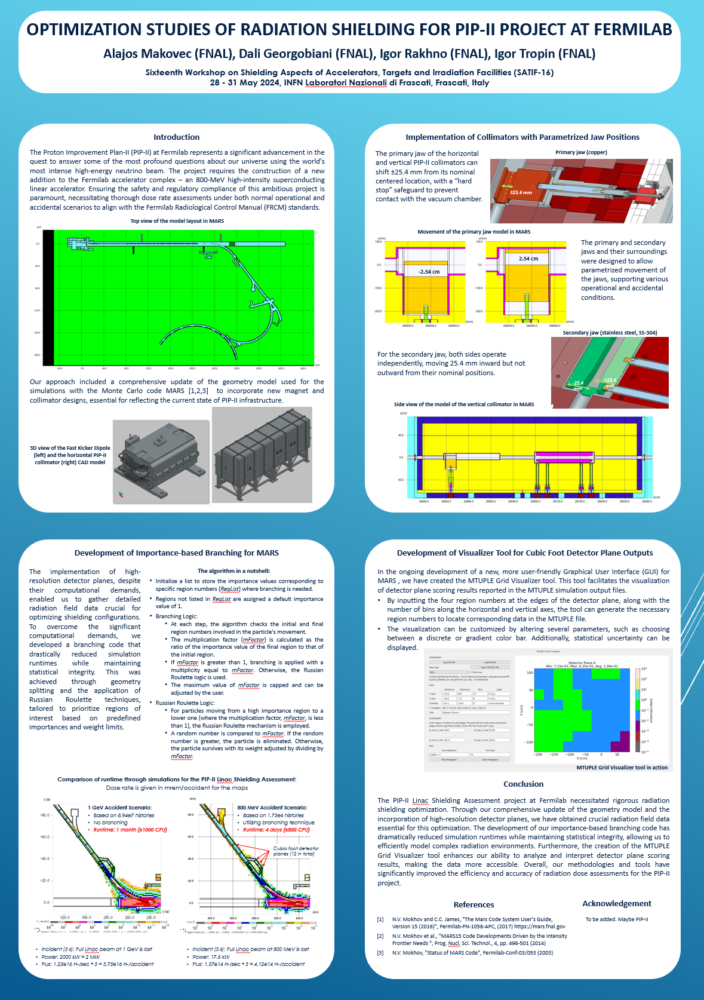 OPTIMIZATION STUDIES OF RADIATION SHIELDING FOR PIP-II PROJECT AT FERMILAB
Alajos Makovec (FNAL), Dali Georgobiani (FNAL), Igor Rakhno (FNAL), Igor Tropin (FNAL)
Sixteenth Workshop on Shielding Aspects of Accelerators, Targets and Irradiation Facilities (SATIF-16)
28 - 31 May 2024, INFN Laboratori Nazionali di Frascati, Frascati, Italy
Introduction
The Proton Improvement Plan-II (PIP-II) at Fermilab represents a significant advancement in the
quest to answer some of the most profound questions about our universe using the world's
most intense high-energy neutrino beam. The project requires the construction of a new
addition to the Fermilab accelerator complex – an 800-MeV high-intensity superconducting
linear accelerator. Ensuring the safety and regulatory compliance of this ambitious project is
paramount, necessitating thorough dose rate assessments under both normal operational and
accidental scenarios to align with the Fermilab Radiological Control Manual (FRCM) standards.
Top view of the model layout in MARS
Our approach included a comprehensive update of the geometry model used for the
simulations with the Monte Carlo code MARS [1,2,3] to incorporate new magnet and
collimator designs, essential for reflecting the current state of PIP-II infrastructure.
3D view of the Fast Kicker Dipole
(left) and the horizontal PIP-II
collimator (right) CAD model
Implementation of Collimators with Parametrized Jaw Positions
The primary jaw of the horizontal
and vertical PIP-II collimators can
shift ±25.4 mm from its nominal
centered location, with a “hard
stop” safeguard to prevent
contact with the vacuum chamber.
Primary jaw (copper)
±25.4 mm
Movement of the primary jaw model in MARS
-2.54 cm
2.54 cm
The primary and secondary
jaws and their surroundings
were designed to allow
parametrized movement of
the jaws, supporting various
operational and accidental
conditions.
Secondary jaw (stainless steel, SS-304)
-25.4 mm
+25.4 mm
For the secondary jaw, both sides operate
independently, moving 25.4 mm inward but not
outward from their nominal positions.
Side view of the model of the vertical collimator in MARS
Development of Importance-based Branching for MARS
The implementation of high-
resolution detector planes, despite
their computational demands,
enabled us to gather detailed
radiation field data crucial for
optimizing shielding configurations.
To overcome the significant
computational demands, we
developed a branching code that
drastically reduced simulation
runtimes while maintaining
statistical integrity. This was
achieved through geometry
splitting and the application of
Russian Roulette techniques,
tailored to prioritize regions of
interest based on predefined
importances and weight limits.
The algorithm in a nutshell:
• Initialize a list to store the importance values corresponding to
specific region numbers (RegList) where branching is needed.
• Regions not listed in RegList are assigned a default importance
value of 1.
• Branching Logic:
• At each step, the algorithm checks the initial and final
region numbers involved in the particle's movement.
• The multiplication factor (mFactor) is calculated as the
ratio of the importance value of the final region to that of
the initial region.
• If mFactor is greater than 1, branching is applied with a
multiplicity equal to mFactor. Otherwise, the Russian
Roulette logic is used.
• The maximum value of mFactor is capped and can be
adjusted by the user.
• Russian Roulette Logic:
• For particles moving from a high importance region to a
lower one (where the multiplication factor, mFactor, is less
than 1), the Russian Roulette mechanism is employed.
• A random number is compared to mFactor. If the random
number is greater, the particle is eliminated. Otherwise,
the particle survives with its weight adjusted by dividing by
mFactor.
Comparison of runtime through simulations for the PIP-II Linac Shielding Assessment:
Dose rate is given in mrem/accident for the maps
1 GeV Accident Scenario:
• Based on 8.94e7 histories
• No branching
• Runtime: 1 month (x1000 CPU)
800 MeV Accident Scenario:
• Based on 1.73e6 histories
• Utilizing branching technique
• Runtime: 4 days (x800 CPU)
Cubic foot detector
planes (12 in total)
• Incident (3 s): Full Linac beam at 1 GeV is lost
• Power: 2000 kW = 2 MW
• Flux: 1.25e16 H-/sec * 3 = 3.75e16 H-/accident
• Incident (3 s): Full Linac beam at 800 MeV is lost
• Power: 17.6 kW
• Flux: 1.37e14 H-/sec * 3 = 4.12e14 H-/accident
Development of Visualizer Tool for Cubic Foot Detector Plane Outputs
In the ongoing development of a new, more user-friendly Graphical User Interface (GUI) for
MARS , we have created the MTUPLE Grid Visualizer tool. This tool facilitates the visualization
of detector plane scoring results reported in the MTUPLE simulation output files.
• By inputting the four region numbers at the edges of the detector plane, along with the
number of bins along the horizontal and vertical axes, the tool can generate the necessary
region numbers to locate corresponding data in the MTUPLE file.
• The visualization can be customized by altering several parameters, such as choosing
between a discrete or gradient color bar. Additionally, statistical uncertainty can be
displayed.
MTUPLE Grid Visualizer
Detector Plane 6
Min: 7.15e-03, Max: 6.35e-01, Avg: 1.00e-01
Y [cm]
X [cm]
mrem/accident
MTUPLE Grid Visualizer tool in action
Conclusion
The PIP-II Linac Shielding Assessment project at Fermilab necessitated rigorous radiation
shielding optimization. Through our comprehensive update of the geometry model and the
incorporation of high-resolution detector planes, we have obtained crucial radiation field data
essential for this optimization. The development of our importance-based branching code has
dramatically reduced simulation runtimes while maintaining statistical integrity, allowing us to
efficiently model complex radiation environments. Furthermore, the creation of the MTUPLE
Grid Visualizer tool enhances our ability to analyze and interpret detector plane scoring
results, making the data more accessible. Overall, our methodologies and tools have
significantly improved the efficiency and accuracy of radiation dose assessments for the PIP-II
project.
References
[1] N.V. Mokhov and C.C. James, "The Mars Code System User's Guide,
Version 15 (2016)", Fermilab-FN-1058-APC, (2017) https://mars.fnal.gov
[2] N.V. Mokhov et al., "MARS15 Code Developments Driven by the Intensity
Frontier Needs ", Prog. Nucl. Sci. Technol., 4, pp. 496-501 (2014)
[3] N.V. Mokhov, "Status of MARS Code", Fermilab-Conf-03/053 (2003)
Acknowledgement
To be added. Maybe PIP-II